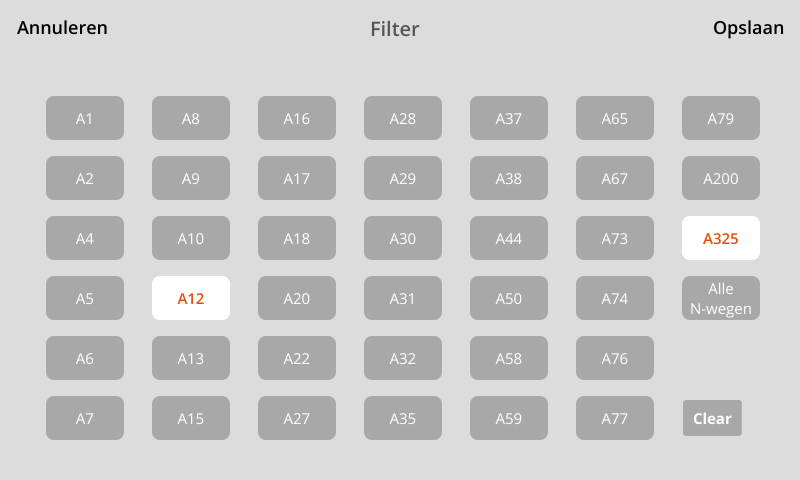 Annuleren
Filter
Opslaan
A1
A8
A16
A28
A37
A65
A79
A2
A9
A17
A29
A38
A67
A200
A4
A10
A18
A30
A44
A73
A325
A5
A12
A20
A31
A50
A74
Alle
N-wegen
A6
A13
A22
A32
A58
A76
A7
A15
A27
A35
A59
A77
Clear